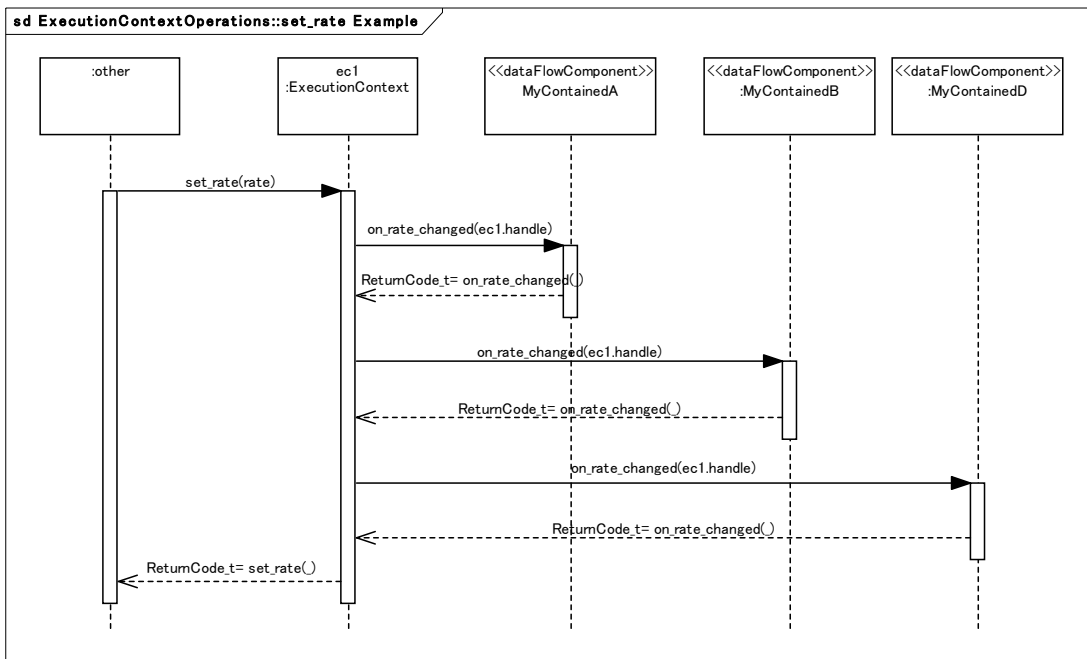 sd ExecutionContextOperations::set_rate Example
:other
ec1
:ExecutionContext
<<dataFlowComponent>>
MyContainedA
<<dataFlowComponent>>
:MyContainedB
<<dataFlowComponent>>
:MyContainedD
set_rate(rate)
on_rate_changed(ec1.handle)
ReturnCode_t= on_rate_changed(_)
on_rate_changed(ec1.handle)
ReturnCode_t= on_rate_changed(_)
on_rate_changed(ec1.handle)
ReturnCode_t= on_rate_changed(_)
ReturnCode_t= set_rate(_)